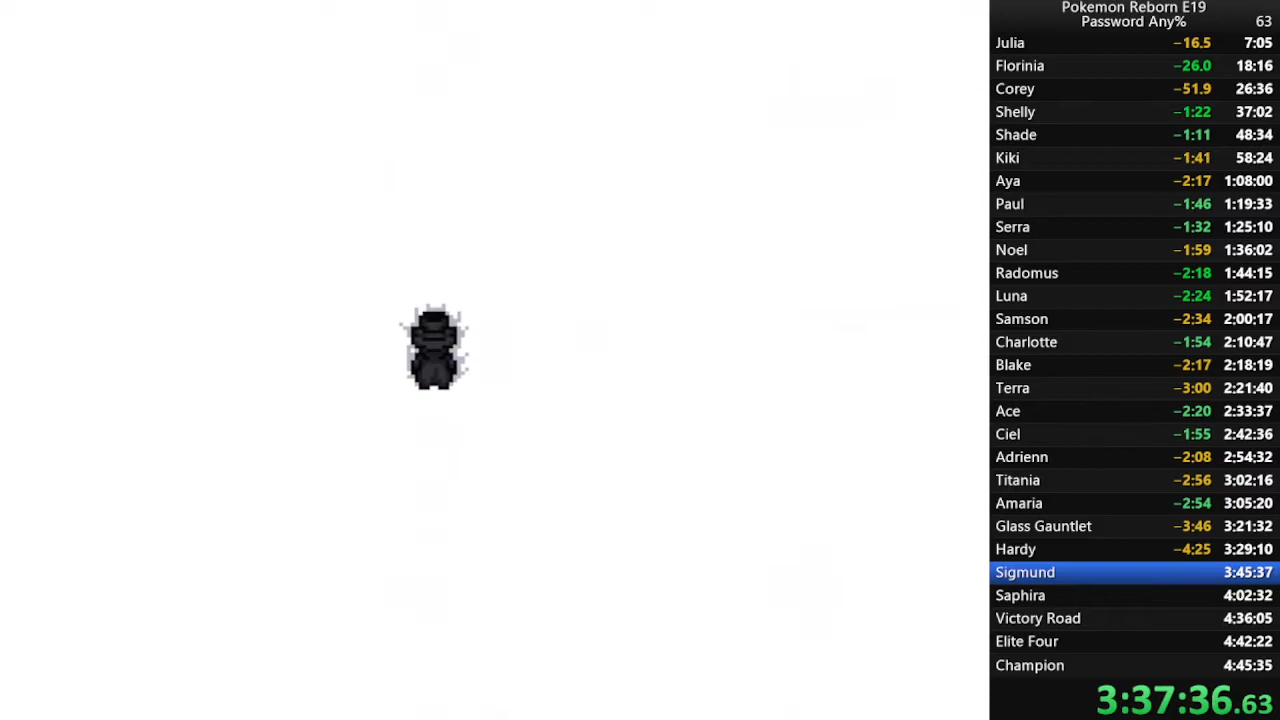 Pokemon Reborn E19
Password Any% 63
Julia −16.5 7:05
Florinia −26.0 18:16
Corey −51.9 26:36
Shelly −1:22 37:02
Shade −1:11 48:34
Kiki −1:41 58:24
Aya −2:17 1:08:00
Paul −1:46 1:19:33
Serra −1:32 1:25:10
Noel −1:59 1:36:02
Radomus −2:18 1:44:15
Luna −2:24 1:52:17
Samson −2:34 2:00:17
Charlotte −1:54 2:10:47
Blake −2:17 2:18:19
Terra −3:00 2:21:40
Ace −2:20 2:33:37
Ciel −1:55 2:42:36
Adrienn −2:08 2:54:32
Titania −2:56 3:02:16
Amaria −2:54 3:05:20
Glass Gauntlet −3:46 3:21:32
Hardy −4:25 3:29:10
Sigmund 3:45:37
Saphira 4:02:32
Victory Road 4:36:05
Elite Four 4:42:22
Champion 4:45:35
3:37:36.63